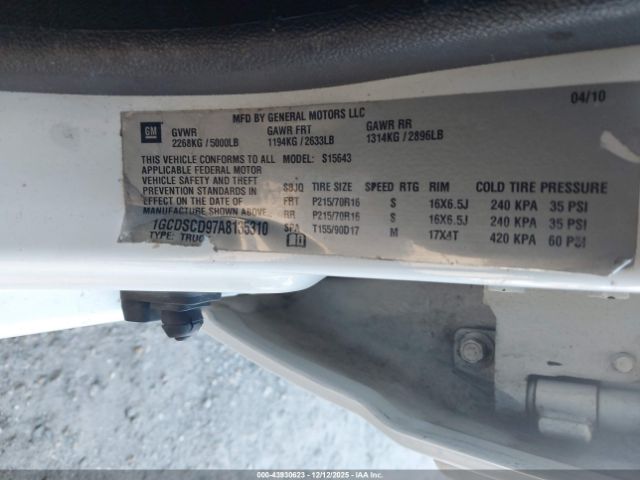 MFD BY GENERAL MOTORS LLC 04/10
GM GVWR GAWR FRT GAWR RR
2268KG / 5000LB 1194KG / 2633LB 1314KG / 2896LB
THIS VEHICLE CONFORMS TO ALL MODEL: S15643
APPLICABLE FEDERAL MOTOR
VEHICLE SAFETY AND THEFT SBJQ TIRE SIZE SPEED RTG RIM COLD TIRE PRESSURE
PREVENTION STANDARDS IN FRT P215/70R16 S 16X6.5J 240 KPA 35 PSI
EFFECT ON THE DATE OF RR P215/70R16 S 16X6.5J 240 KPA 35 PSI
MANUFACTURE SHOWN ABOVE. SPA T155/90D17 M 17X4T 420 KPA 60 PSI
1GCDSCD97A8135310
TYPE: TRUC
00-43930623 - 12/12/2025 -